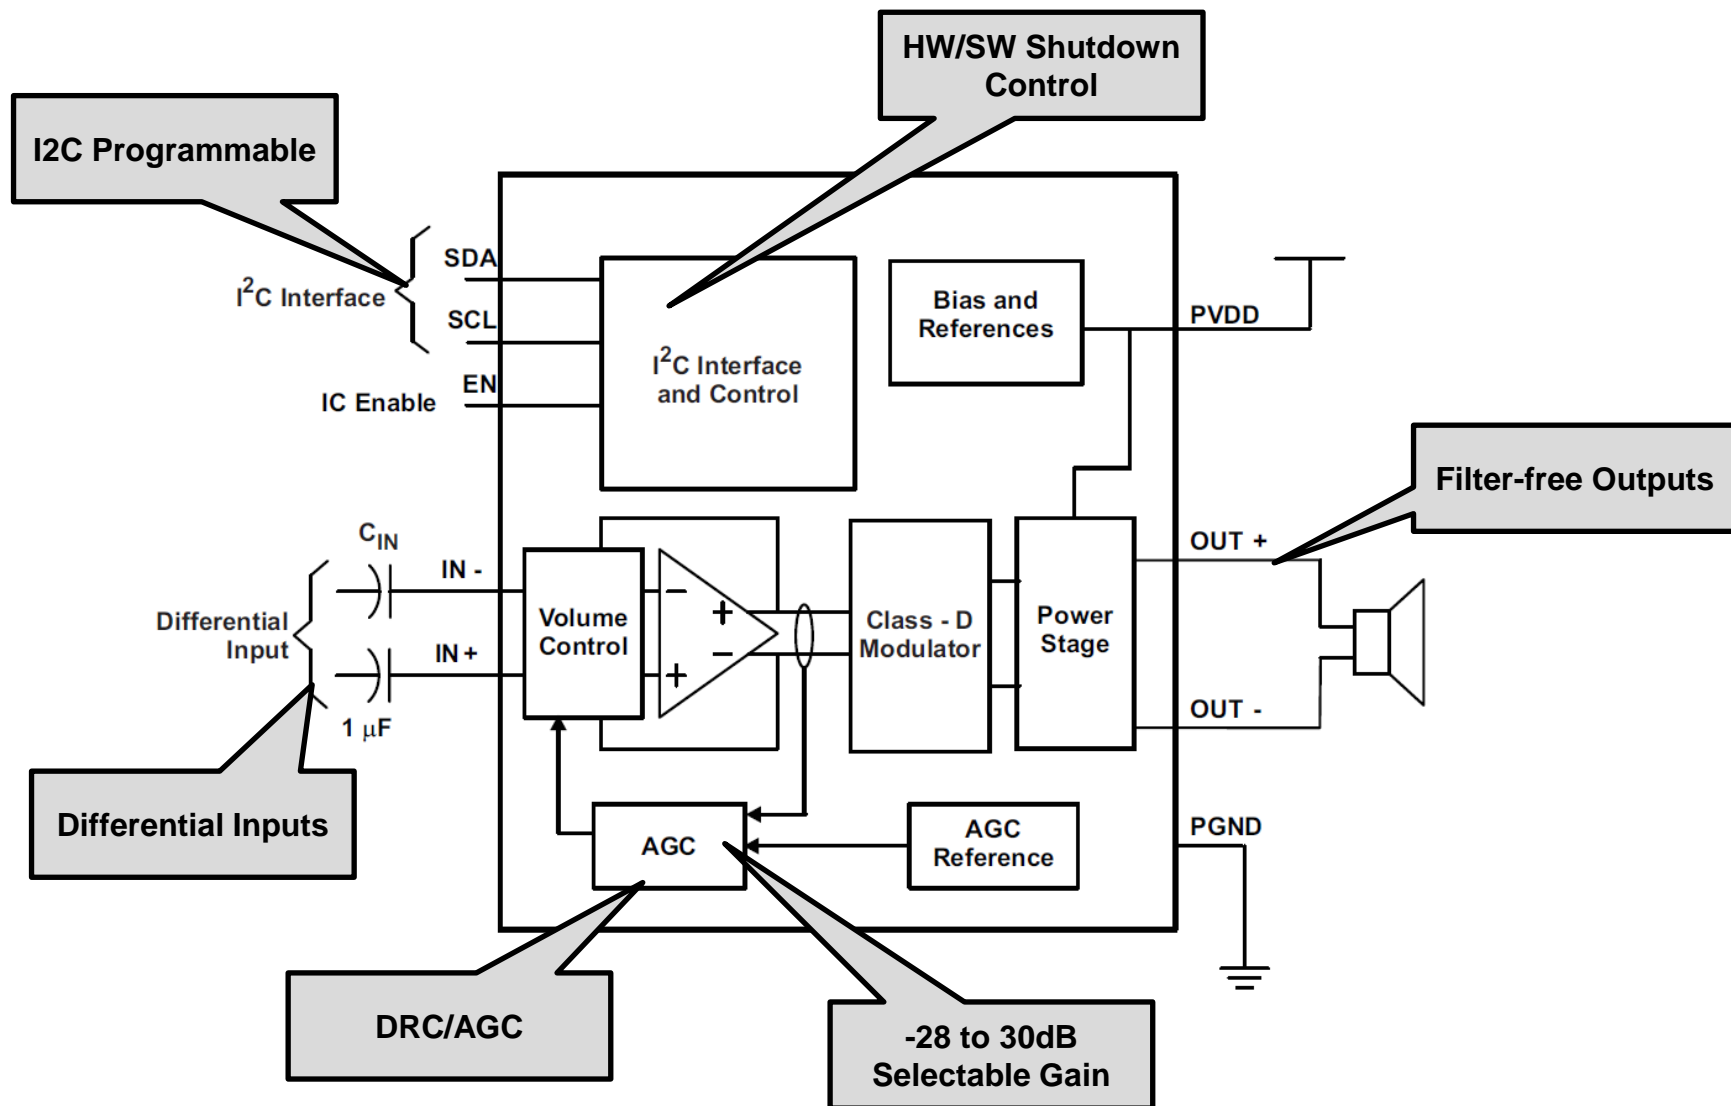 HW/SW Shutdown
Control
I2C Programmable
SDA
I²C Interface
SCL
EN
IC Enable
I²C Interface
and Control
Bias and
References
PVDD
Filter-free Outputs
C_IN
IN -
Differential
Input
IN +
1 μF
Volume
Control
− +
+ −
Class - D
Modulator
Power
Stage
OUT +
OUT -
Differential Inputs
AGC
AGC
Reference
PGND
DRC/AGC
-28 to 30dB
Selectable Gain